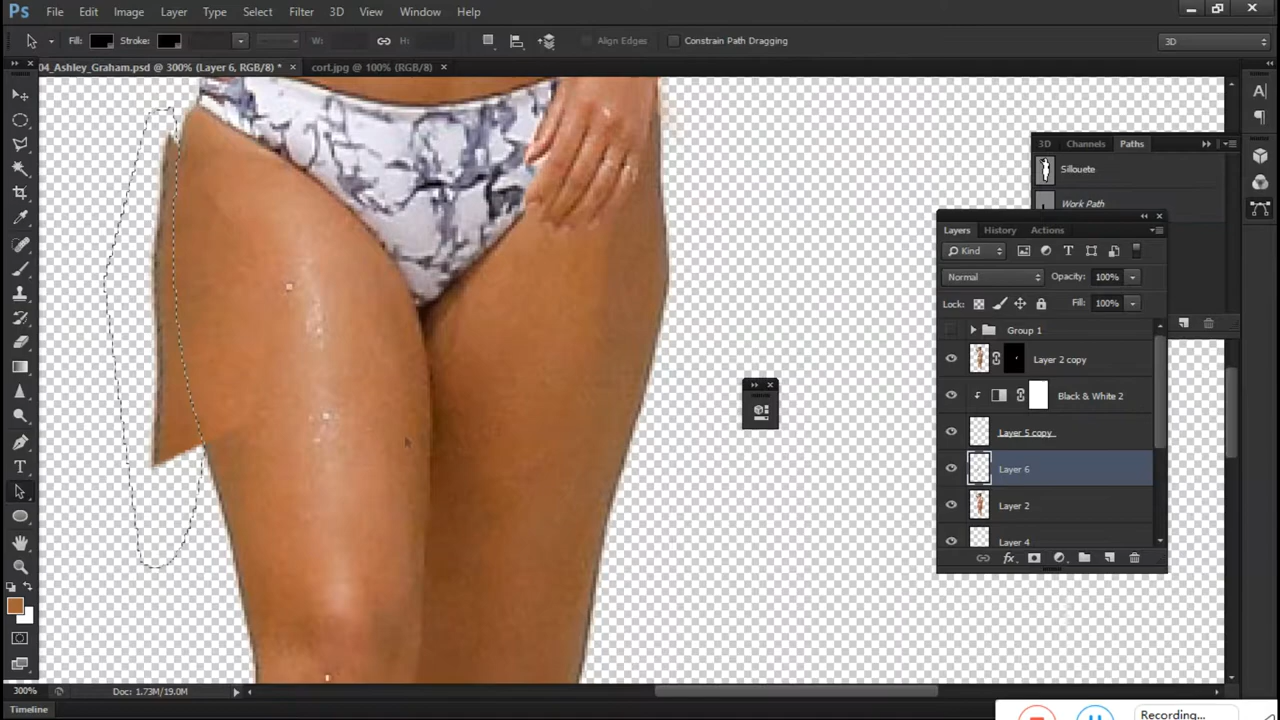 Ps File Edit Image Layer Type Select Filter 3D View Window Help
Fill: Stroke: W: H: Align Edges Constrain Path Dragging 3D
04_Ashley_Graham.psd @ 300% (Layer 6, RGB/8) * × cort.jpg @ 100% (RGB/8) ×
3D Channels Paths
Sillouete
Work Path
Layers History Actions
Kind
Normal Opacity: 100%
Lock: Fill: 100%
Group 1
Layer 2 copy
Black & White 2
Layer 5 copy
Layer 6
Layer 2
Layer 4
fx
300% Doc: 1.73M/19.0M
Timeline
Recording...